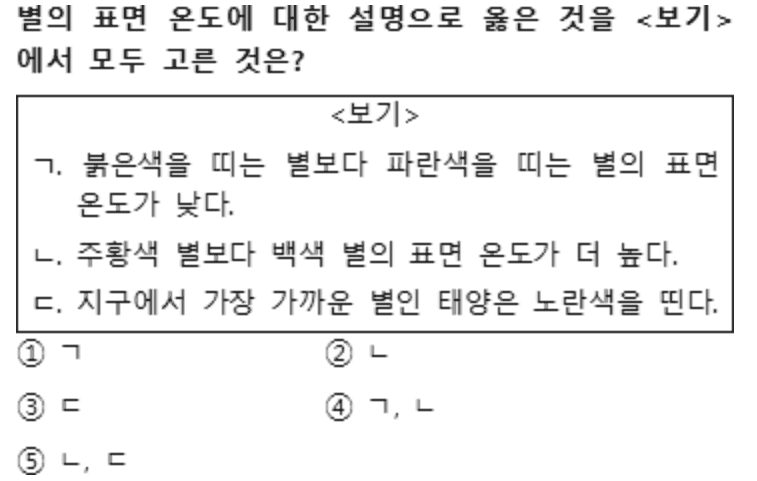 별의 표면 온도에 대한 설명으로 옳은 것을 <보기>
에서 모두 고른 것은?
<보기>
ㄱ. 붉은색을 띠는 별보다 파란색을 띠는 별의 표면
온도가 낮다.
ㄴ. 주황색 별보다 백색 별의 표면 온도가 더 높다.
ㄷ. 지구에서 가장 가까운 별인 태양은 노란색을 띤다.
① ㄱ ② ㄴ
③ ㄷ ④ ㄱ, ㄴ
⑤ ㄴ, ㄷ